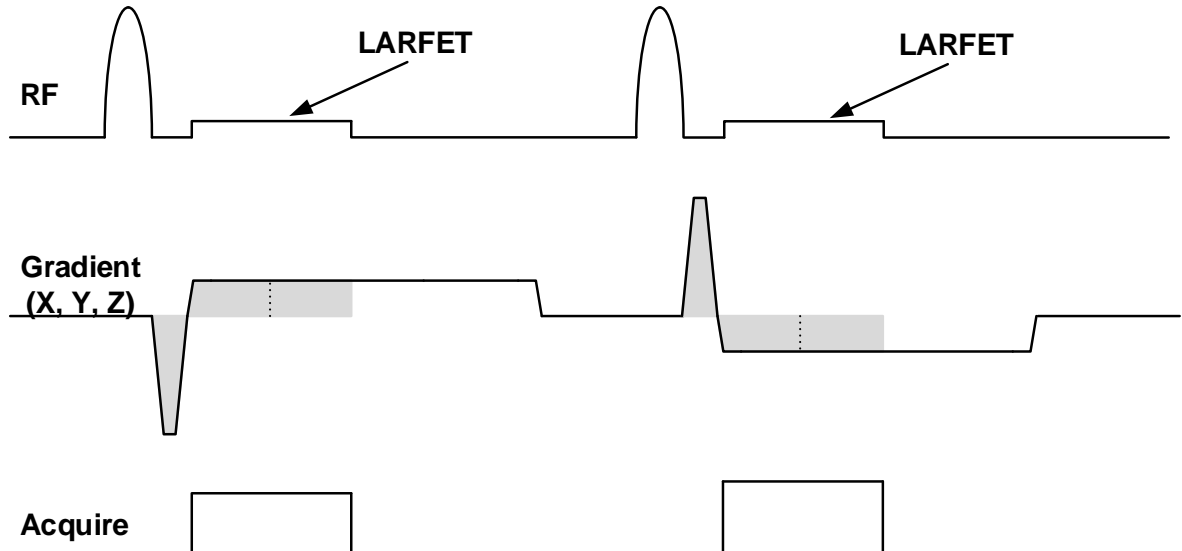 LARFET
LARFET
RF
Gradient
(X, Y, Z)
Acquire